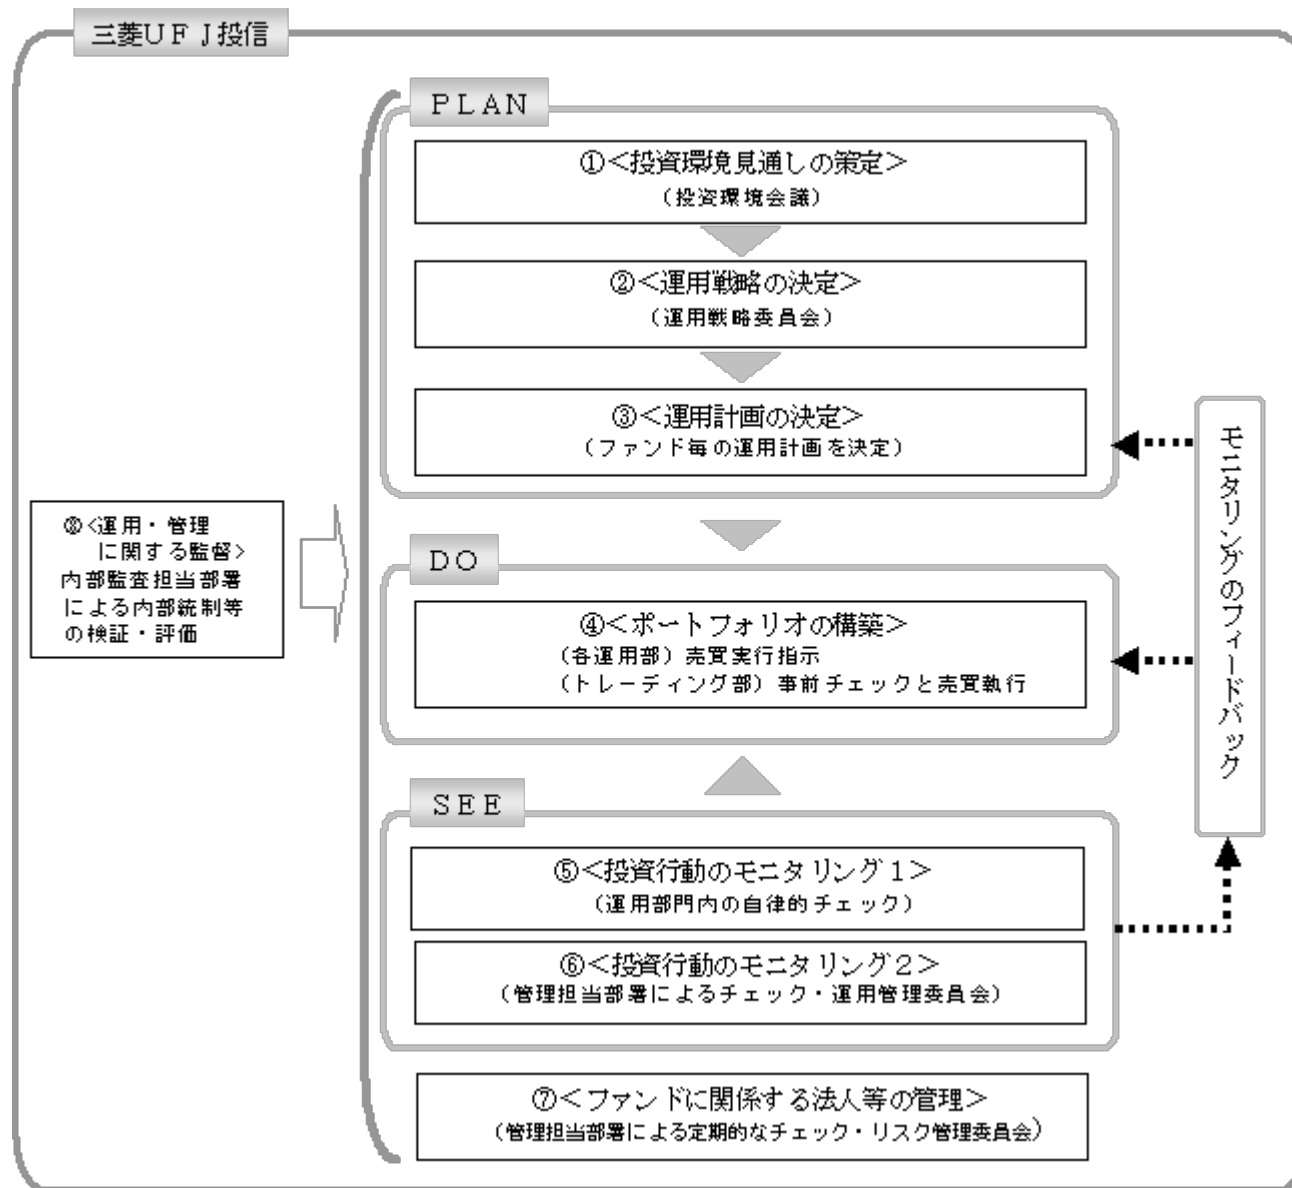 三菱ＵＦＪ投信
ＰＬＡＮ
①＜投資環境見通しの策定＞
（投資環境会議）
②＜運用戦略の決定＞
（運用戦略委員会）
③＜運用計画の決定＞
（ファンド毎の運用計画を決定）
⑧＜運用・管理
に関する監督＞
内部監査担当部署
による内部統制等
の検証・評価
ＤＯ
④＜ポートフォリオの構築＞
（各運用部）売買実行指示
（トレーディング部）事前チェックと売買執行
ＳＥＥ
⑤＜投資行動のモニタリング１＞
（運用部門内の自律的チェック）
⑥＜投資行動のモニタリング２＞
（管理担当部署によるチェック・運用管理委員会）
⑦＜ファンドに関係する法人等の管理＞
（管理担当部署による定期的なチェック・リスク管理委員会）
モニタリングのフィードバック